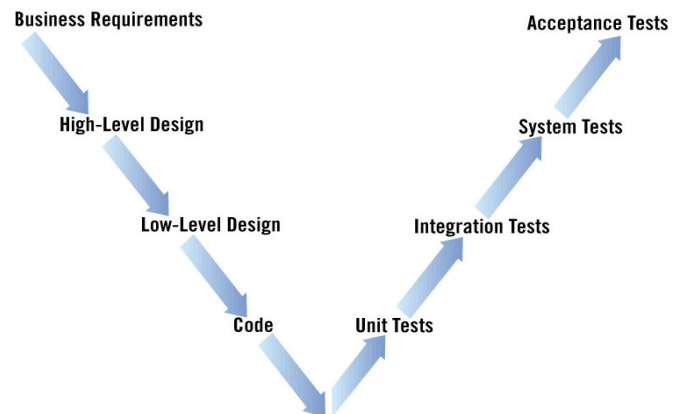 Business Requirements
Acceptance Tests
High-Level Design
System Tests
Low-Level Design
Integration Tests
Code
Unit Tests